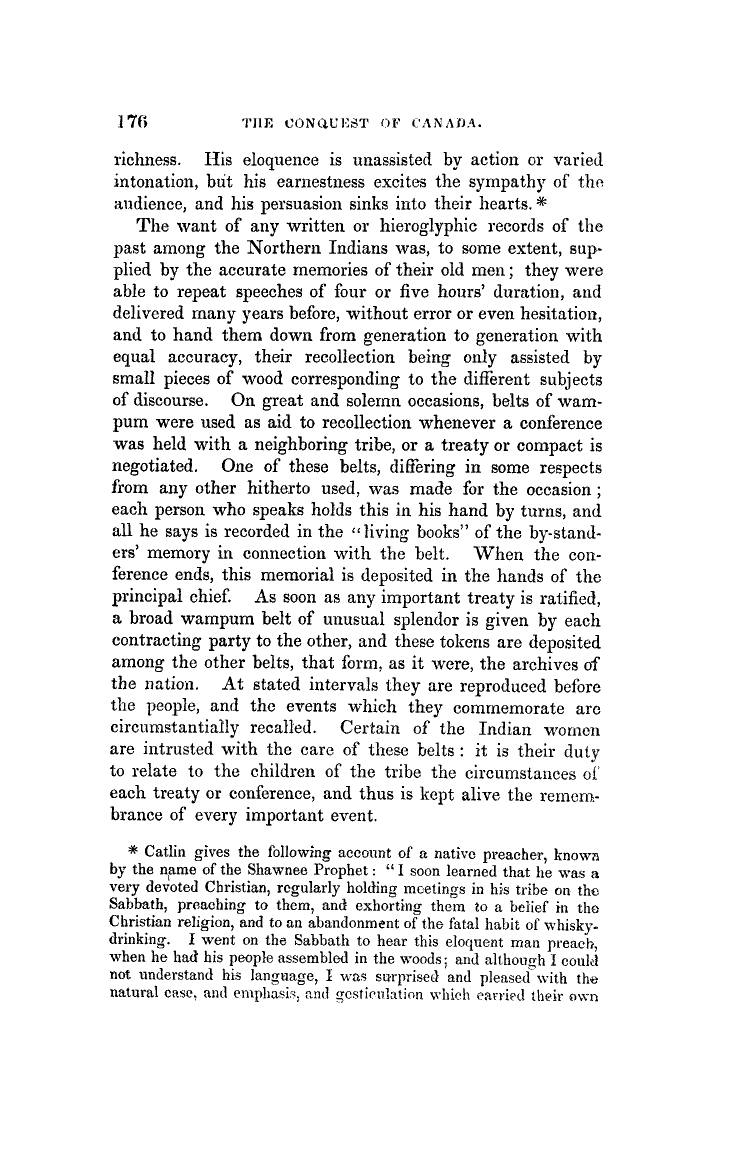 176 THE CONQUEST OF CANADA.
richness. His eloquence is unassisted by action or varied
intonation, but his earnestness excites the sympathy of the
audience, and his persuasion sinks into their hearts.*
The want of any written or hieroglyphic records of the
past among the Northern Indians was, to some extent, sup-
plied by the accurate memories of their old men; they were
able to repeat speeches of four or five hours' duration, and
delivered many years before, without error or even hesitation,
and to hand them down from generation to generation with
equal accuracy, their recollection being only assisted by
small pieces of wood corresponding to the different subjects
of discourse. On great and solemn occasions, belts of wam-
pum were used as aid to recollection whenever a conference
was held with a neighboring tribe, or a treaty or compact is
negotiated. One of these belts, differing in some respects
from any other hitherto used, was made for the occasion;
each person who speaks holds this in his hand by turns, and
all he says is recorded in the "living books" of the by-stand-
ers' memory in connection with the belt. When the con-
ference ends, this memorial is deposited in the hands of the
principal chief. As soon as any important treaty is ratified,
a broad wampum belt of unusual splendor is given by each
contracting party to the other, and these tokens are deposited
among the other belts, that form, as it were, the archives of
the nation. At stated intervals they are reproduced before
the people, and the events which they commemorate are
circumstantially recalled. Certain of the Indian women
are intrusted with the care of these belts: it is their duty
to relate to the children of the tribe the circumstances of
each treaty or conference, and thus is kept alive the remem-
brance of every important event.
* Catlin gives the following account of a native preacher, known
by the name of the Shawnee Prophet: "I soon learned that he was a
very devoted Christian, regularly holding meetings in his tribe on the
Sabbath, preaching to them, and exhorting them to a belief in the
Christian religion, and to an abandonment of the fatal habit of whisky-
drinking. I went on the Sabbath to hear this eloquent man preach,
when he had his people assembled in the woods; and although I could
not understand his language, I was surprised and pleased with the
natural ease, and emphasis, and gesticulation which carried their own